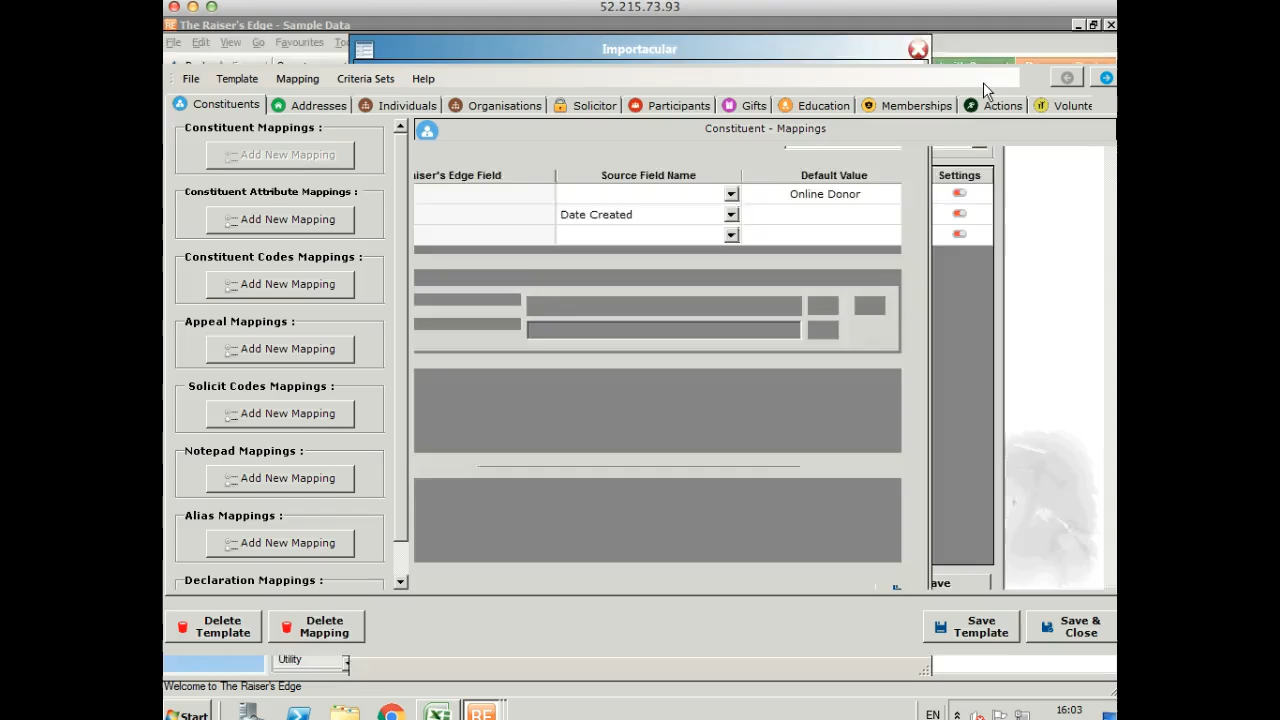 52.215.73.93
The Raiser's Edge - Sample Data
File Edit View Go Favourites
Importacular
File Template Mapping Criteria Sets Help
Constituents Addresses Individuals Organisations Solicitor Participants Gifts Education Memberships Actions Volunte
Constituent - Mappings
Constituent Mappings :
Add New Mapping
Constituent Attribute Mappings :
Add New Mapping
Constituent Codes Mappings :
Add New Mapping
Appeal Mappings :
Add New Mapping
Solicit Codes Mappings :
Add New Mapping
Notepad Mappings :
Add New Mapping
Alias Mappings :
Add New Mapping
Declaration Mappings :
aiser's Edge Field Source Field Name Default Value Settings
Online Donor
Date Created
ave
Delete Template
Delete Mapping
Save Template
Save & Close
Utility
Welcome to The Raiser's Edge
Start
RE
EN
16:03